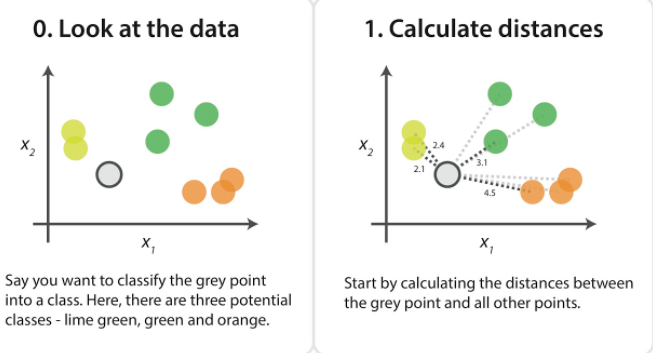 0. Look at the data
X2
X1
Say you want to classify the grey point
into a class. Here, there are three potential
classes - lime green, green and orange.
1. Calculate distances
X2
2.4
2.1
3.1
4.5
X1
Start by calculating the distances between
the grey point and all other points.